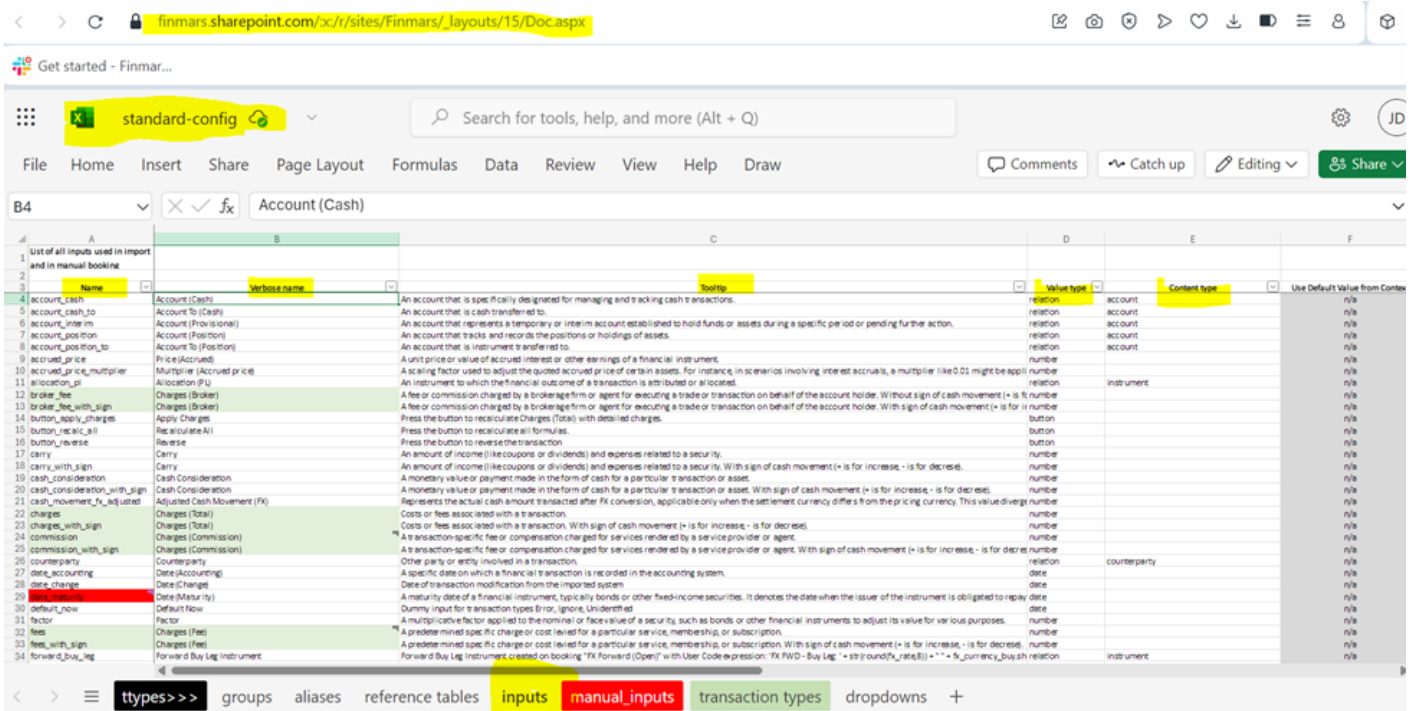 finmars.sharepoint.com/:x:/r/sites/Finmars/_layouts/15/Doc.aspx
Get started - Finmar...
standard-config
Search for tools, help, and more (Alt + Q)
JD
File Home Insert Share Page Layout Formulas Data Review View Help Draw
Comments Catch up Editing Share
B4 fx Account (Cash)
A B C D E F
1 List of all inputs used in import
and in manual booking
2
3 Name Verbose name Tooltip Value type Content type Use Default Value from Contex
4 account_cash Account (Cash) An account that is specifically designated for managing and tracking cash transactions. relation account n/a
5 account_cash_to Account To (Cash) An account that is cash transferred to. relation account n/a
6 account_interim Account (Provisional) An account that represents a temporary or interim account established to hold funds or assets during a specific period or pending further action. relation account n/a
7 account_position Account (Position) An account that tracks and records the positions or holdings of assets. relation account n/a
8 account_position_to Account To (Position) An account that is instrument transferred to. relation account n/a
9 accrued_price Price (Accrued) A unit price or value of accrued interest or other earnings of a financial instrument. number n/a
10 accrued_price_multiplier Multiplier (Accrued price) A scaling factor used to adjust the quoted accrued price of certain assets. For instance, in scenarios involving interest accruals, a multiplier like 0.01 might be appli number n/a
11 allocation_pl Allocation (PL) An instrument to which the financial outcome of a transaction is attributed or allocated. relation instrument n/a
12 broker_fee Charges (Broker) A fee or commission charged by a brokerage firm or agent for executing a trade or transaction on behalf of the account holder. Without sign of cash movement (+ is fo number n/a
13 broker_fee_with_sign Charges (Broker) A fee or commission charged by a brokerage firm or agent for executing a trade or transaction on behalf of the account holder. With sign of cash movement (+ is for ir number n/a
14 button_apply_charges Apply Charges Press the button to recalculate Charges (Total) with detailed charges. button n/a
15 button_recalc_all Recalculate All Press the button to recalculate all formulas. button n/a
16 button_reverse Reverse Press the button to reverse the transaction button n/a
17 carry Carry An amount of income (like coupons or dividends) and expenses related to a security. number n/a
18 carry_with_sign Carry An amount of income (like coupons or dividends) and expenses related to a security. With sign of cash movement (+ is for increase, - is for decrese). number n/a
19 cash_consideration Cash Consideration A monetary value or payment made in the form of cash for a particular transaction or asset. number n/a
20 cash_consideration_with_sign Cash Consideration A monetary value or payment made in the form of cash for a particular transaction or asset. With sign of cash movement (+ is for increase, - is for decrese). number n/a
21 cash_movement_fx_adjusted Adjusted Cash Movement (FX) Represents the actual cash amount transacted after FX conversion, applicable only when the settlement currency differs from the pricing currency. This value diverge number n/a
22 charges Charges (Total) Costs or fees associated with a transaction. number n/a
23 charges_with_sign Charges (Total) Costs or fees associated with a transaction. With sign of cash movement (+ is for increase, - is for decrese). number n/a
24 commission Charges (Commission) A transaction-specific fee or compensation charged for services rendered by a service provider or agent. number n/a
25 commission_with_sign Charges (Commission) A transaction-specific fee or compensation charged for services rendered by a service provider or agent. With sign of cash movement (+ is for increase, - is for decre number n/a
26 counterparty Counterparty Other party or entity involved in a transaction. relation counterparty n/a
27 date_accounting Date (Accounting) A specific date on which a financial transaction is recorded in the accounting system. date n/a
28 date_change Date (Change) Date of transaction modification from the imported system date n/a
29 date_maturity Date (Maturity) A maturity date of a financial instrument, typically bonds or other fixed-income securities. It denotes the date when the issuer of the instrument is obligated to repay date n/a
30 default_now Default Now Dummy input for transaction types Error, Ignore, Unidentified date n/a
31 factor Factor A multiplicative factor applied to the nominal or face value of a security, such as bonds or other financial instruments to adjust its value for various purposes. number n/a
32 fees Charges (Fee) A predetermined specific charge or cost levied for a particular service, membership, or subscription. number n/a
33 fees_with_sign Charges (Fee) A predetermined specific charge or cost levied for a particular service, membership, or subscription. With sign of cash movement (+ is for increase, - is for decrese). number n/a
34 forward_buy_leg Forward Buy Leg Instrument Forward Buy Leg Instrument created on booking "FX Forward (Open)" with User Code expression: 'FX FWD - Buy Leg: ' + str(round(fx_rate,8)) + " " + fx_currency_buy.sh relation instrument n/a
ttypes>>> groups aliases reference tables inputs manual_inputs transaction types dropdowns +